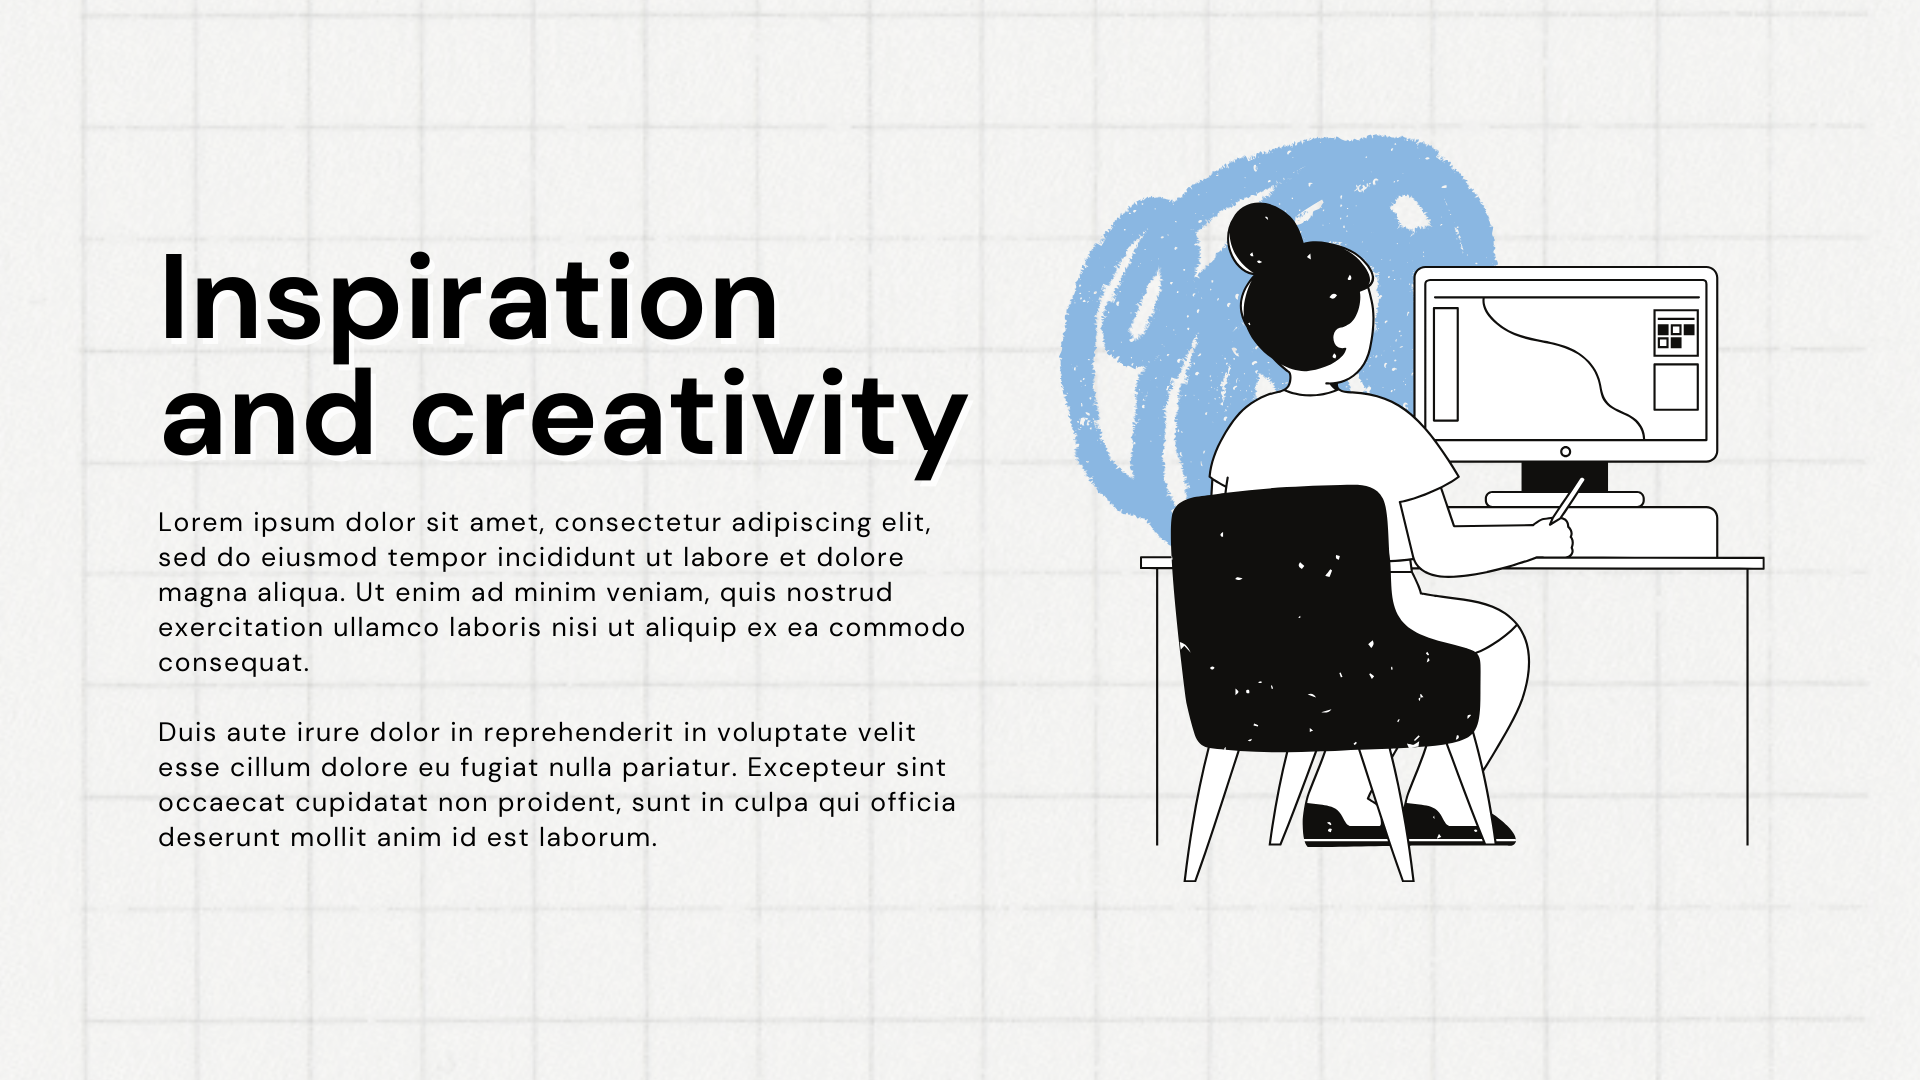 Inspiration
and creativity
Lorem ipsum dolor sit amet, consectetur adipiscing elit,
sed do eiusmod tempor incididunt ut labore et dolore
magna aliqua. Ut enim ad minim veniam, quis nostrud
exercitation ullamco laboris nisi ut aliquip ex ea commodo
consequat.
Duis aute irure dolor in reprehenderit in voluptate velit
esse cillum dolore eu fugiat nulla pariatur. Excepteur sint
occaecat cupidatat non proident, sunt in culpa qui officia
deserunt mollit anim id est laborum.